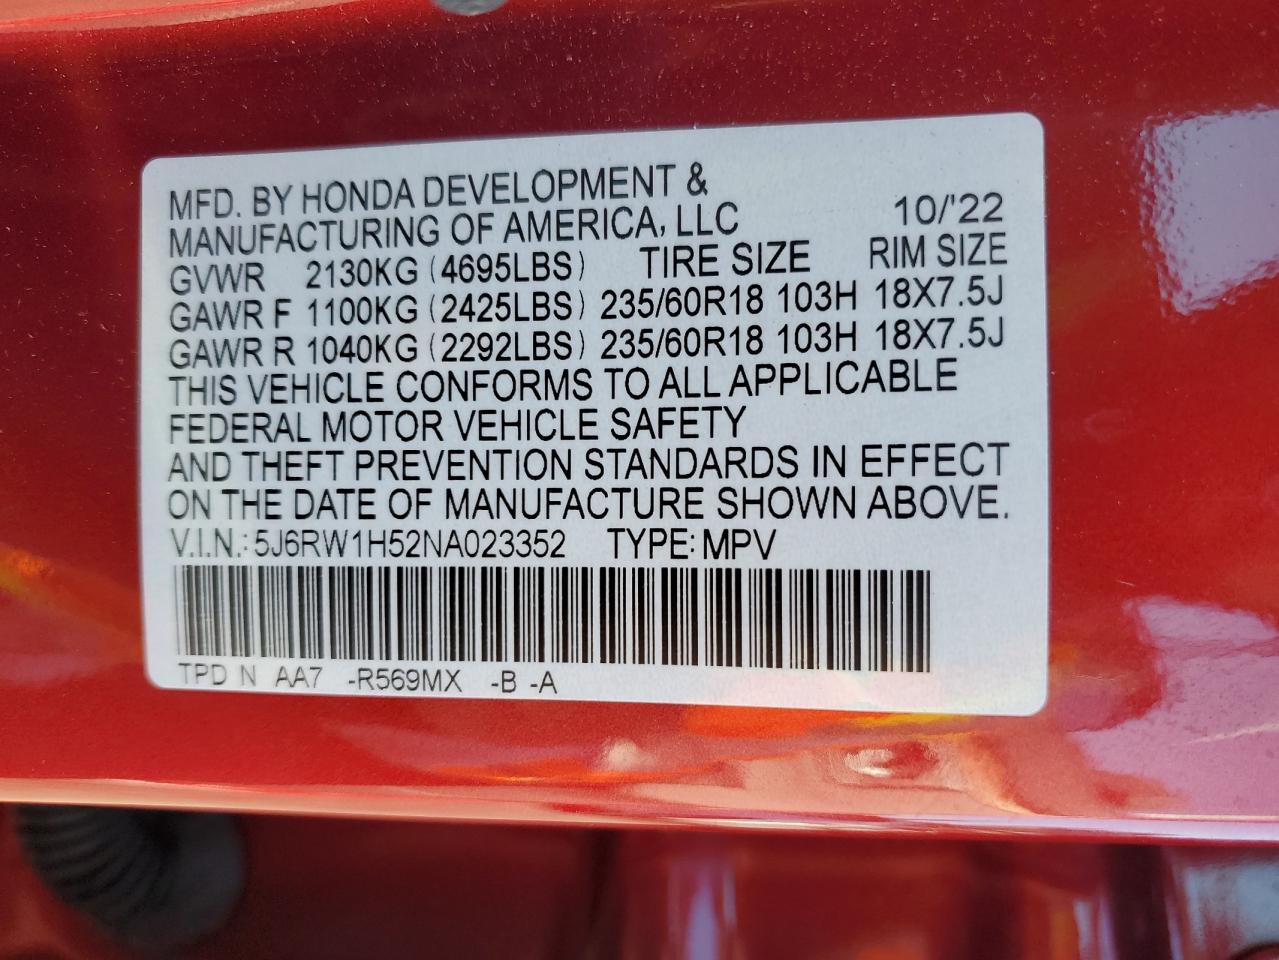 MFD. BY HONDA DEVELOPMENT &
MANUFACTURING OF AMERICA, LLC 10/'22
GVWR 2130KG (4695LBS) TIRE SIZE RIM SIZE
GAWR F 1100KG (2425LBS) 235/60R18 103H 18X7.5J
GAWR R 1040KG (2292LBS) 235/60R18 103H 18X7.5J
THIS VEHICLE CONFORMS TO ALL APPLICABLE
FEDERAL MOTOR VEHICLE SAFETY
AND THEFT PREVENTION STANDARDS IN EFFECT
ON THE DATE OF MANUFACTURE SHOWN ABOVE.
V.I.N.: 5J6RW1H52NA023352 TYPE: MPV
TPD N AA7 -R569MX -B -A